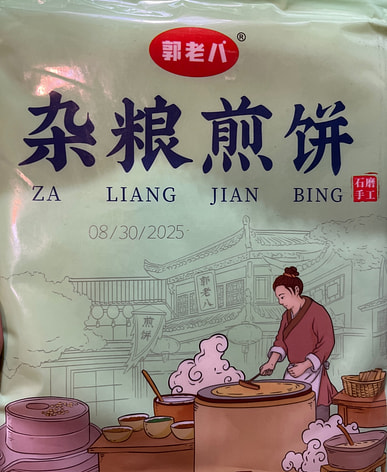 郭老八®
杂粮煎饼
ZA LIANG JIAN BING
石磨
手工
08/30/2025
郭老八
煎饼